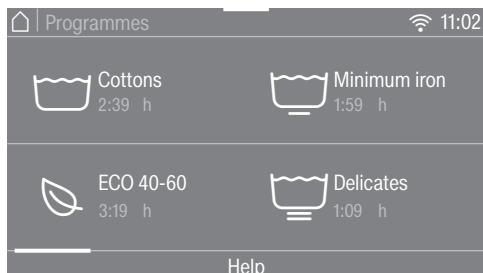 Programmes 11:02
Cottons
2:39 h
Minimum iron
1:59 h
ECO 40-60
3:19 h
Delicates
1:09 h
Help